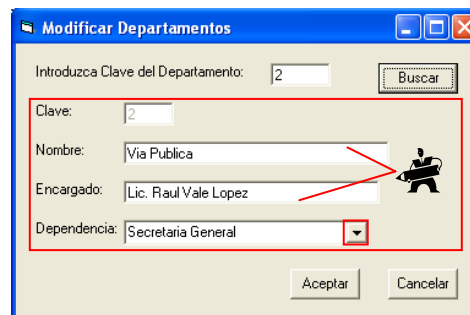 Modificar Departamentos
Introduzca Clave del Departamento: 2 Buscar
Clave: 2
Nombre: Via Publica
Encargado: Lic. Raul Vale Lopez
Dependencia: Secretaria General
Aceptar Cancelar